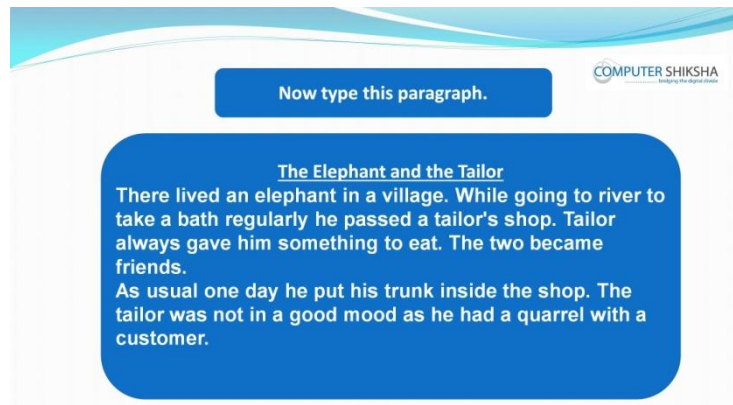 COMPUTER SHIKSHA
bridging the digital divide
Now type this paragraph.
The Elephant and the Tailor
There lived an elephant in a village. While going to river to
take a bath regularly he passed a tailor's shop. Tailor
always gave him something to eat. The two became
friends.
As usual one day he put his trunk inside the shop. The
tailor was not in a good mood as he had a quarrel with a
customer.